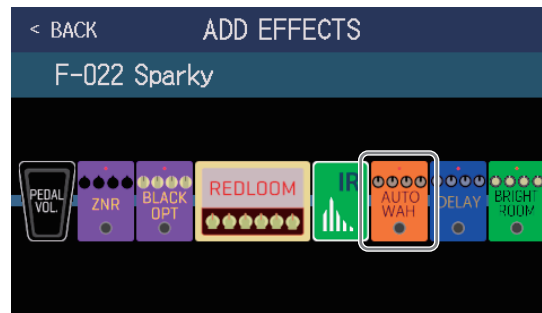 < BACK ADD EFFECTS
F-022 Sparky
PEDAL
VOL.
ZNR
BLACK
OPT
REDLOOM
IR
AUTO
WAH
DELAY
BRIGHT
ROOM